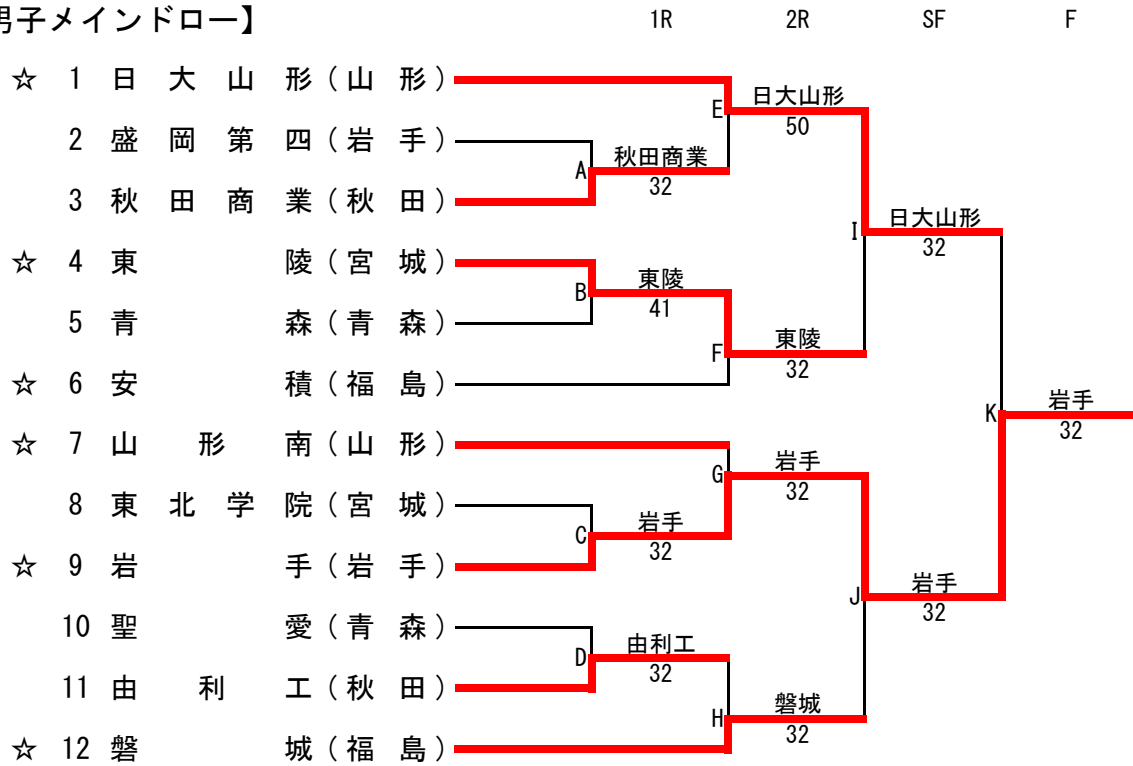 男子メインドロー】 1R 2R SF F
☆ 1 日大山形(山形)
E 日大山形
50
2 盛岡第四(岩手)
A 秋田商業
32
3 秋田商業(秋田)
I 日大山形
32
☆ 4 東陵(宮城)
B 東陵
41
5 青森(青森)
F 東陵
32
☆ 6 安積(福島)
K 岩手
32
☆ 7 山形南(山形)
G 岩手
32
8 東北学院(宮城)
C 岩手
32
☆ 9 岩手(岩手)
J 岩手
32
10 聖愛(青森)
D 由利工
32
11 由利工(秋田)
H 磐城
32
☆ 12 磐城(福島)